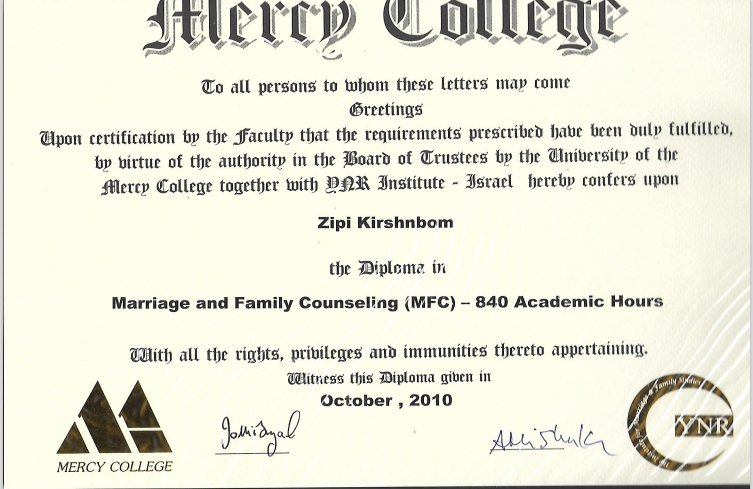 Mercy College
To all persons to whom these letters may come
Greetings
Upon certification by the Faculty that the requirements prescribed have been duly fulfilled,
by virtue of the authority in the Board of Trustees by the University of the
Mercy College together with YNR Institute - Israel hereby confers upon
Zipi Kirshnbom
the Diploma in
Marriage and Family Counseling (MFC) – 840 Academic Hours
With all the rights, privileges and immunities thereto appertaining.
Witness this Diploma given in
October , 2010
MERCY COLLEGE
YNR